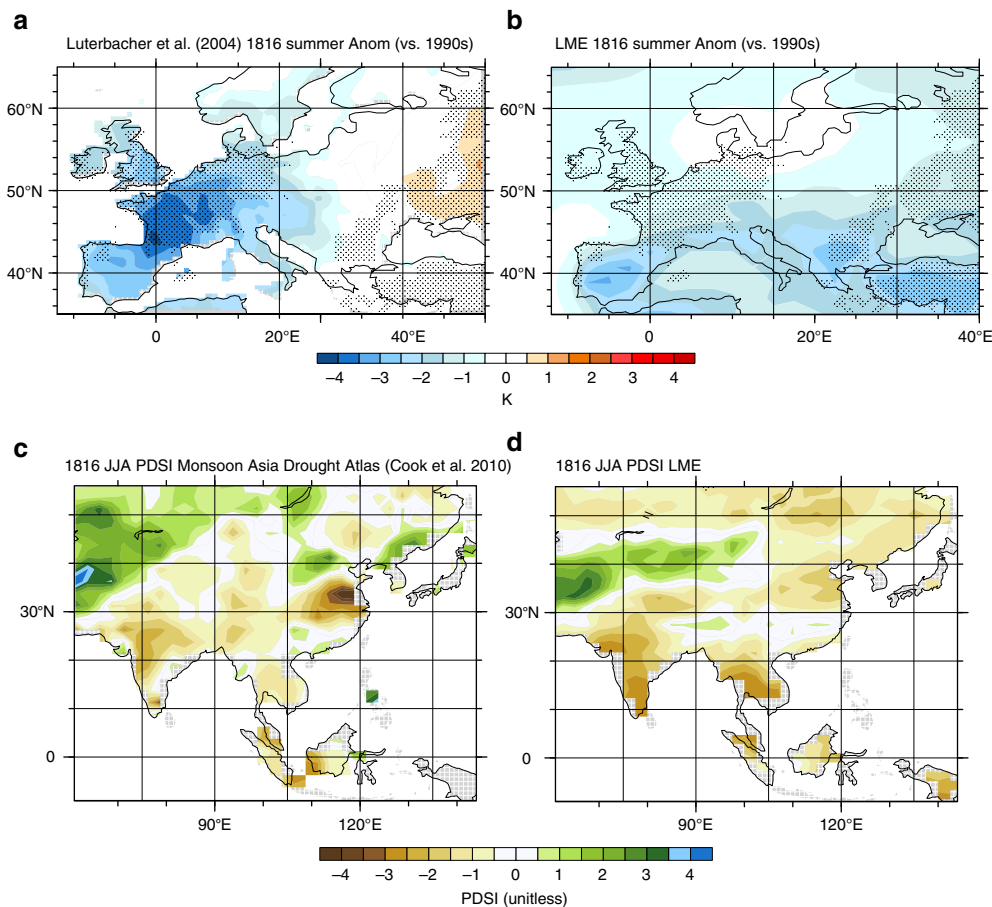 a
b
Luterbacher et al. (2004) 1816 summer Anom (vs. 1990s)
LME 1816 summer Anom (vs. 1990s)
60°N
50°N
40°N
0
20°E
40°E
60°N
50°N
40°N
0
20°E
40°E
−4 −3 −2 −1 0 1 2 3 4
K
c
d
1816 JJA PDSI Monsoon Asia Drought Atlas (Cook et al. 2010)
1816 JJA PDSI LME
30°N
0
90°E
120°E
30°N
0
90°E
120°E
−4 −3 −2 −1 0 1 2 3 4
PDSI (unitless)